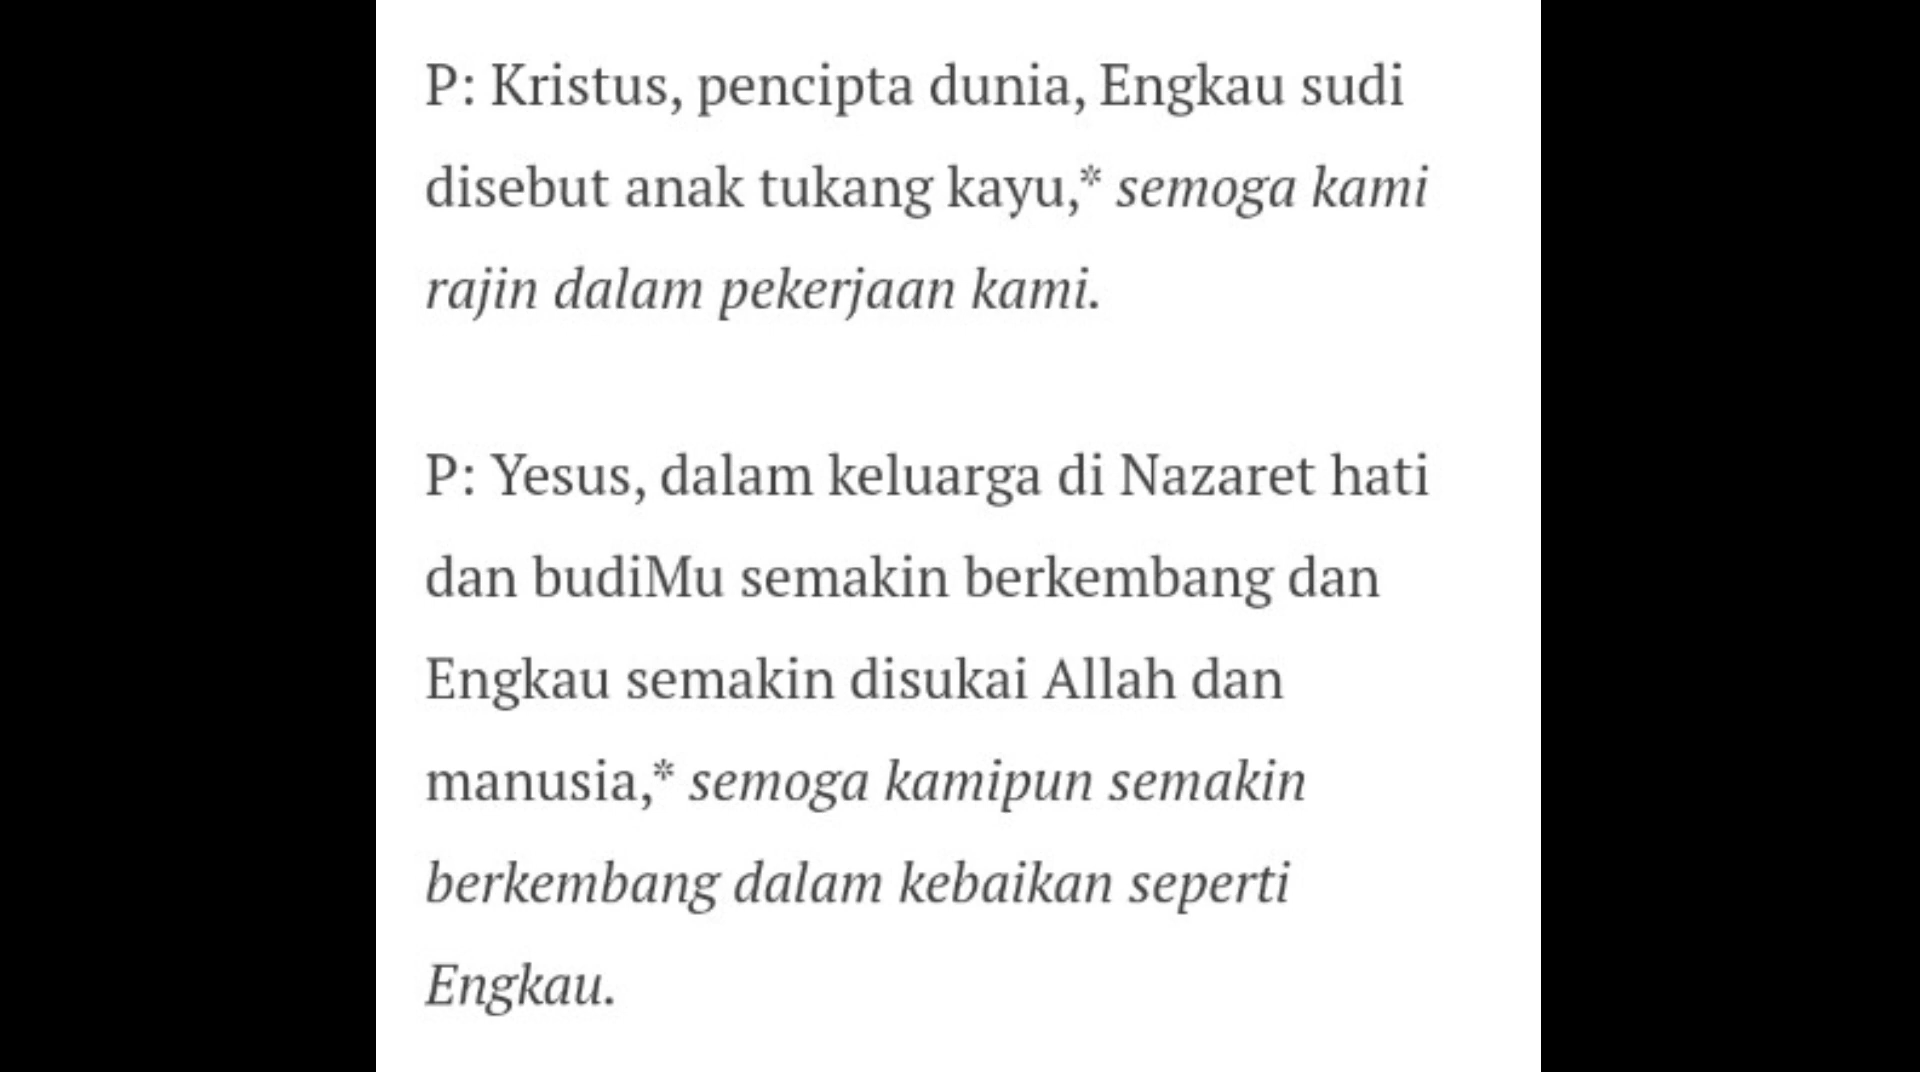 P: Kristus, pencipta dunia, Engkau sudi
disebut anak tukang kayu,* semoga kami
rajin dalam pekerjaan kami.
P: Yesus, dalam keluarga di Nazaret hati
dan budiMu semakin berkembang dan
Engkau semakin disukai Allah dan
manusia,* semoga kamipun semakin
berkembang dalam kebaikan seperti
Engkau.